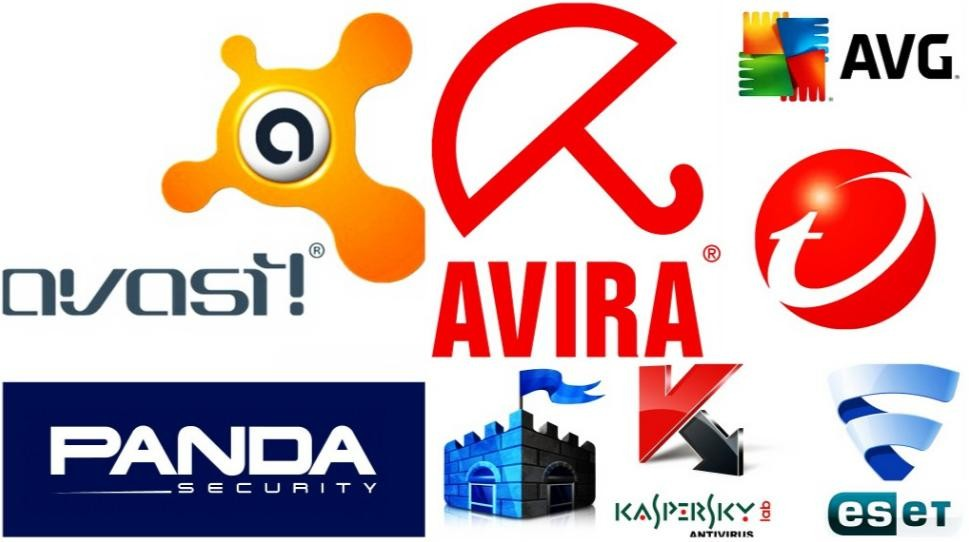 a
avast!®
AVIRA®
AVG®
t
PANDA
SECURITY
KASPERSKY lab
ANTIVIRUS
eseT